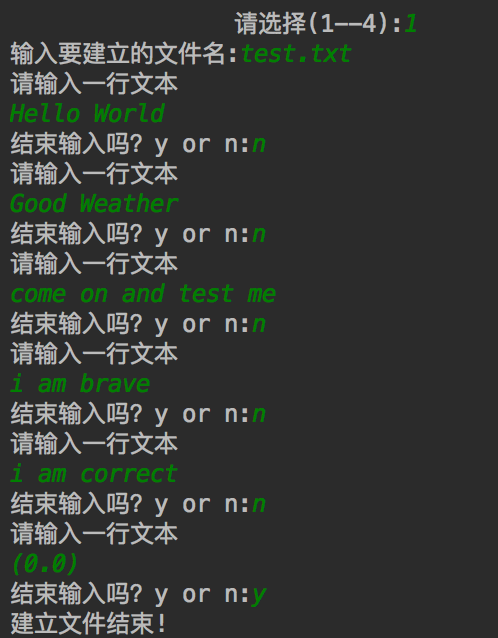 请选择(1——4):1
输入要建立的文件名:test.txt
请输入一行文本
Hello World
结束输入吗? y or n:n
请输入一行文本
Good Weather
结束输入吗? y or n:n
请输入一行文本
come on and test me
结束输入吗? y or n:n
请输入一行文本
i am brave
结束输入吗? y or n:n
请输入一行文本
i am correct
结束输入吗? y or n:n
请输入一行文本
(0.0)
结束输入吗? y or n:y
建立文件结束!